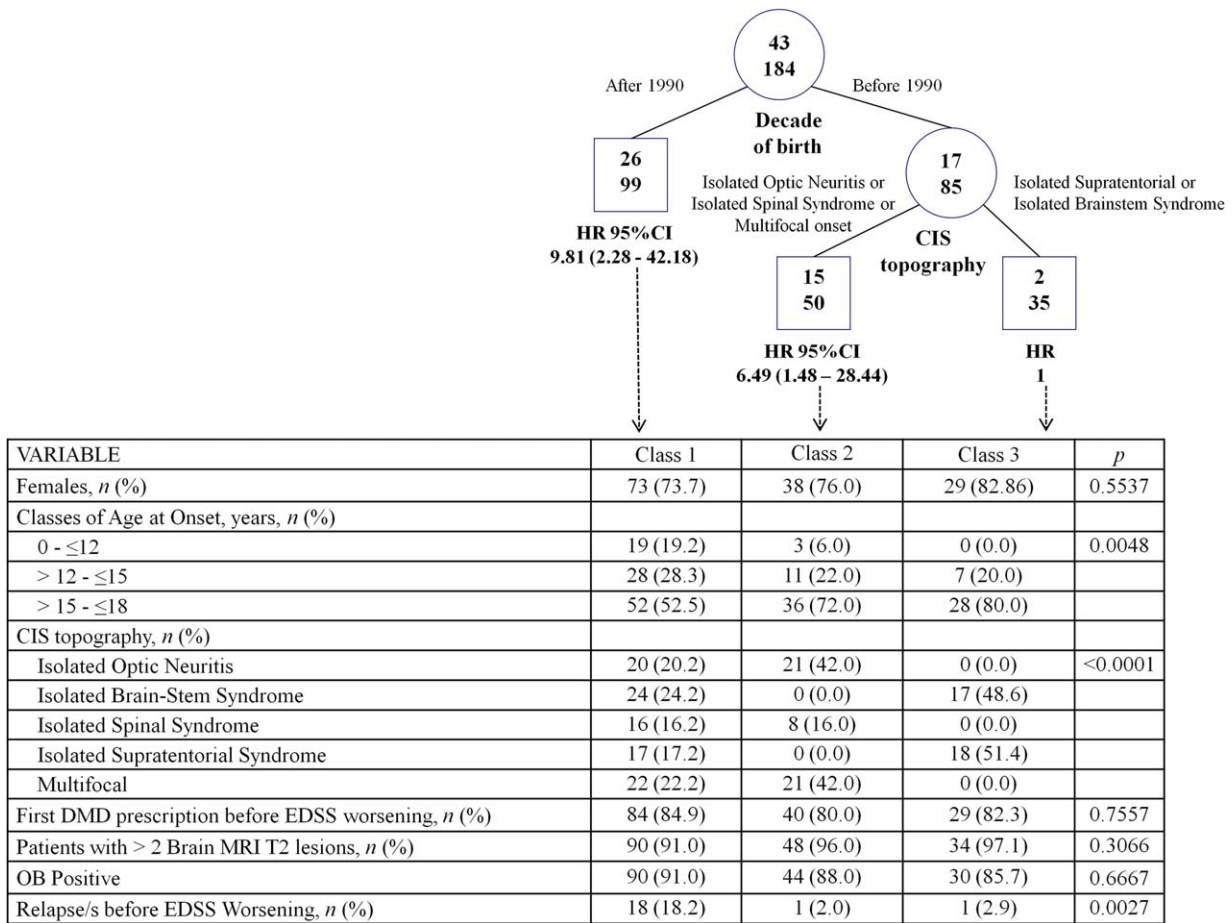 43
184
After 1990
Before 1990
Decade
of birth
26
99
17
85
Isolated Optic Neuritis or
Isolated Spinal Syndrome or
Multifocal onset
Isolated Supratentorial or
Isolated Brainstem Syndrome
HR 95%CI
9.81 (2.28 - 42.18)
CIS
topography
15
50
2
35
HR 95%CI
6.49 (1.48 – 28.44)
HR
1
VARIABLE Class 1 Class 2 Class 3 p
Females, n (%) 73 (73.7) 38 (76.0) 29 (82.86) 0.5537
Classes of Age at Onset, years, n (%)
0 - ≤12 19 (19.2) 3 (6.0) 0 (0.0) 0.0048
> 12 - ≤15 28 (28.3) 11 (22.0) 7 (20.0)
> 15 - ≤18 52 (52.5) 36 (72.0) 28 (80.0)
CIS topography, n (%)
Isolated Optic Neuritis 20 (20.2) 21 (42.0) 0 (0.0) <0.0001
Isolated Brain-Stem Syndrome 24 (24.2) 0 (0.0) 17 (48.6)
Isolated Spinal Syndrome 16 (16.2) 8 (16.0) 0 (0.0)
Isolated Supratentorial Syndrome 17 (17.2) 0 (0.0) 18 (51.4)
Multifocal 22 (22.2) 21 (42.0) 0 (0.0)
First DMD prescription before EDSS worsening, n (%) 84 (84.9) 40 (80.0) 29 (82.3) 0.7557
Patients with > 2 Brain MRI T2 lesions, n (%) 90 (91.0) 48 (96.0) 34 (97.1) 0.3066
OB Positive 90 (91.0) 44 (88.0) 30 (85.7) 0.6667
Relapse/s before EDSS Worsening, n (%) 18 (18.2) 1 (2.0) 1 (2.9) 0.0027